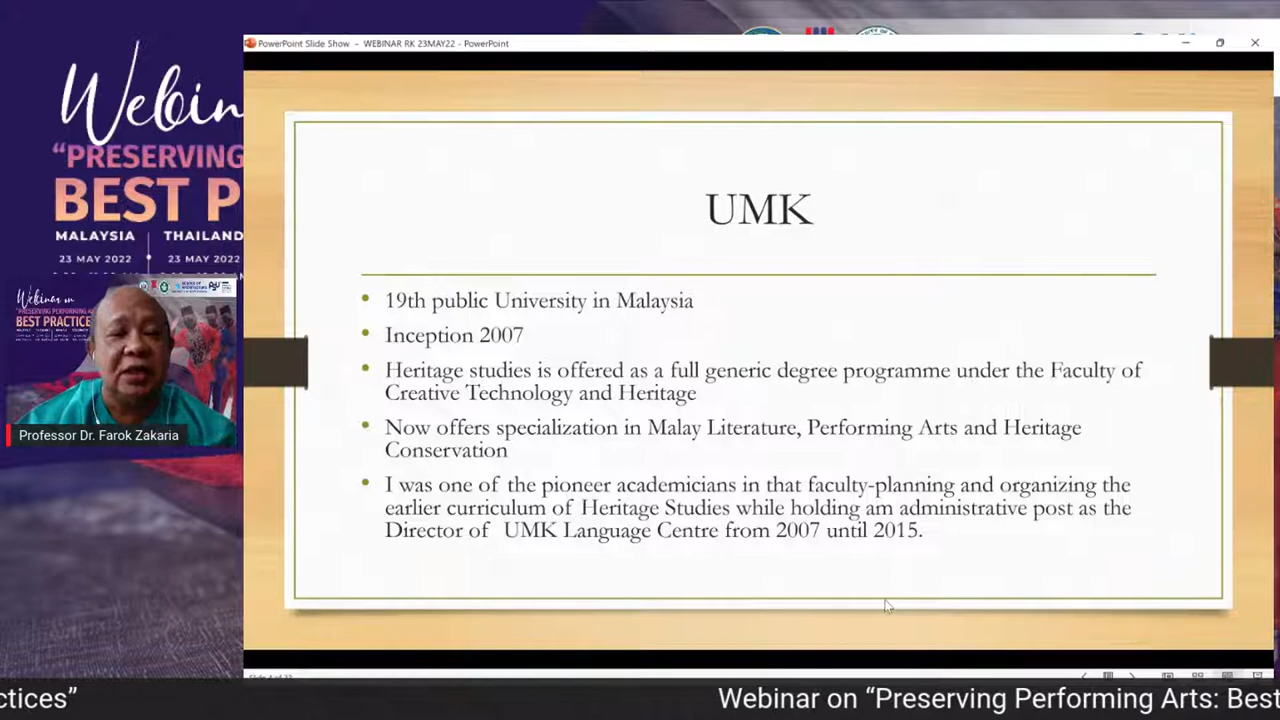 PowerPoint Slide Show - WEBINAR RK 23MAY22 - PowerPoint
Webin
“PRESERVING
BEST P
MALAYSIA | THAILAND
23 MAY 2022 23 MAY 2022
UMK
• 19th public University in Malaysia
• Inception 2007
• Heritage studies is offered as a full generic degree programme under the Faculty of
Creative Technology and Heritage
• Now offers specialization in Malay Literature, Performing Arts and Heritage
Conservation
• I was one of the pioneer academicians in that faculty-planning and organizing the
earlier curriculum of Heritage Studies while holding am administrative post as the
Director of UMK Language Centre from 2007 until 2015.
Webinar on
BEST PRACTICE
Professor Dr. Farok Zakaria
ctices” Webinar on “Preserving Performing Arts: Best